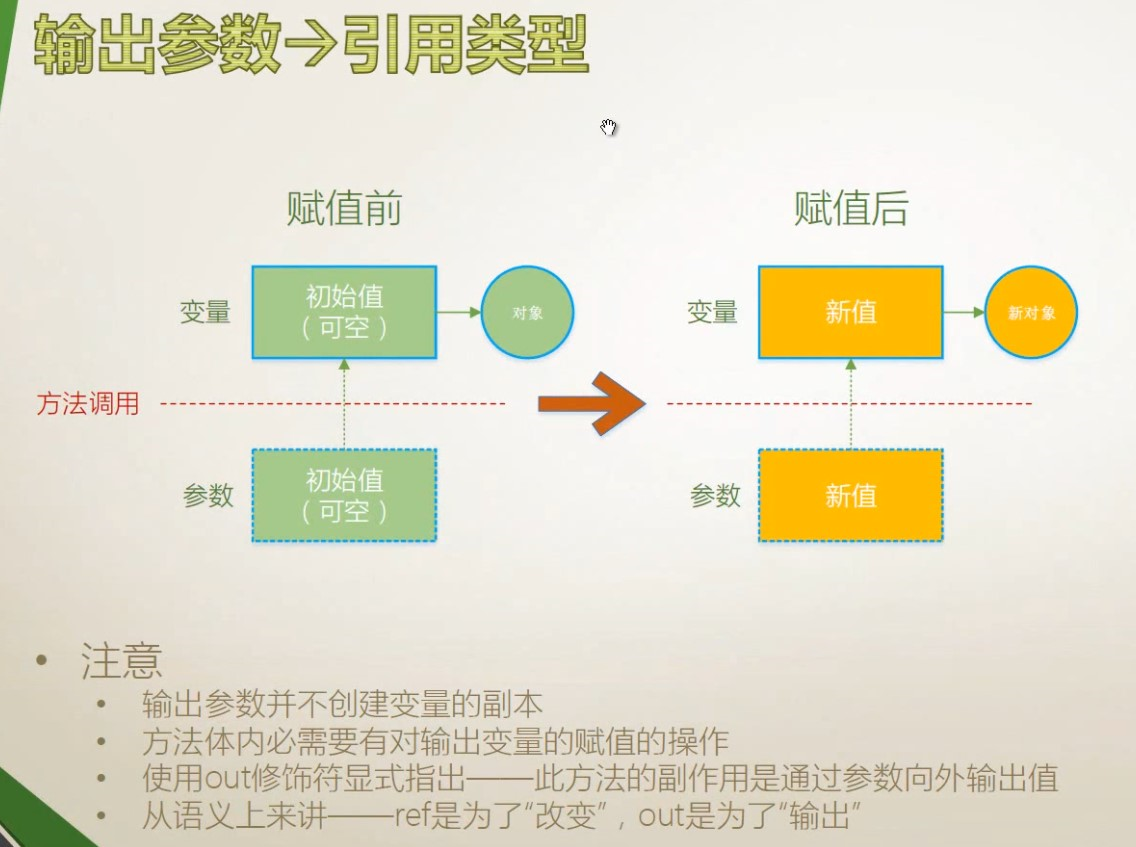 输出参数→引用类型
赋值前
赋值后
变量
初始值
（可空）
对象
变量
新值
新对象
方法调用
参数
初始值
（可空）
参数
新值
• 注意
• 输出参数并不创建变量的副本
• 方法体内必需要有对输出变量的赋值的操作
• 使用out修饰符显式指出——此方法的副作用是通过参数向外输出值
• 从语义上来讲——ref是为了“改变”，out是为了“输出”